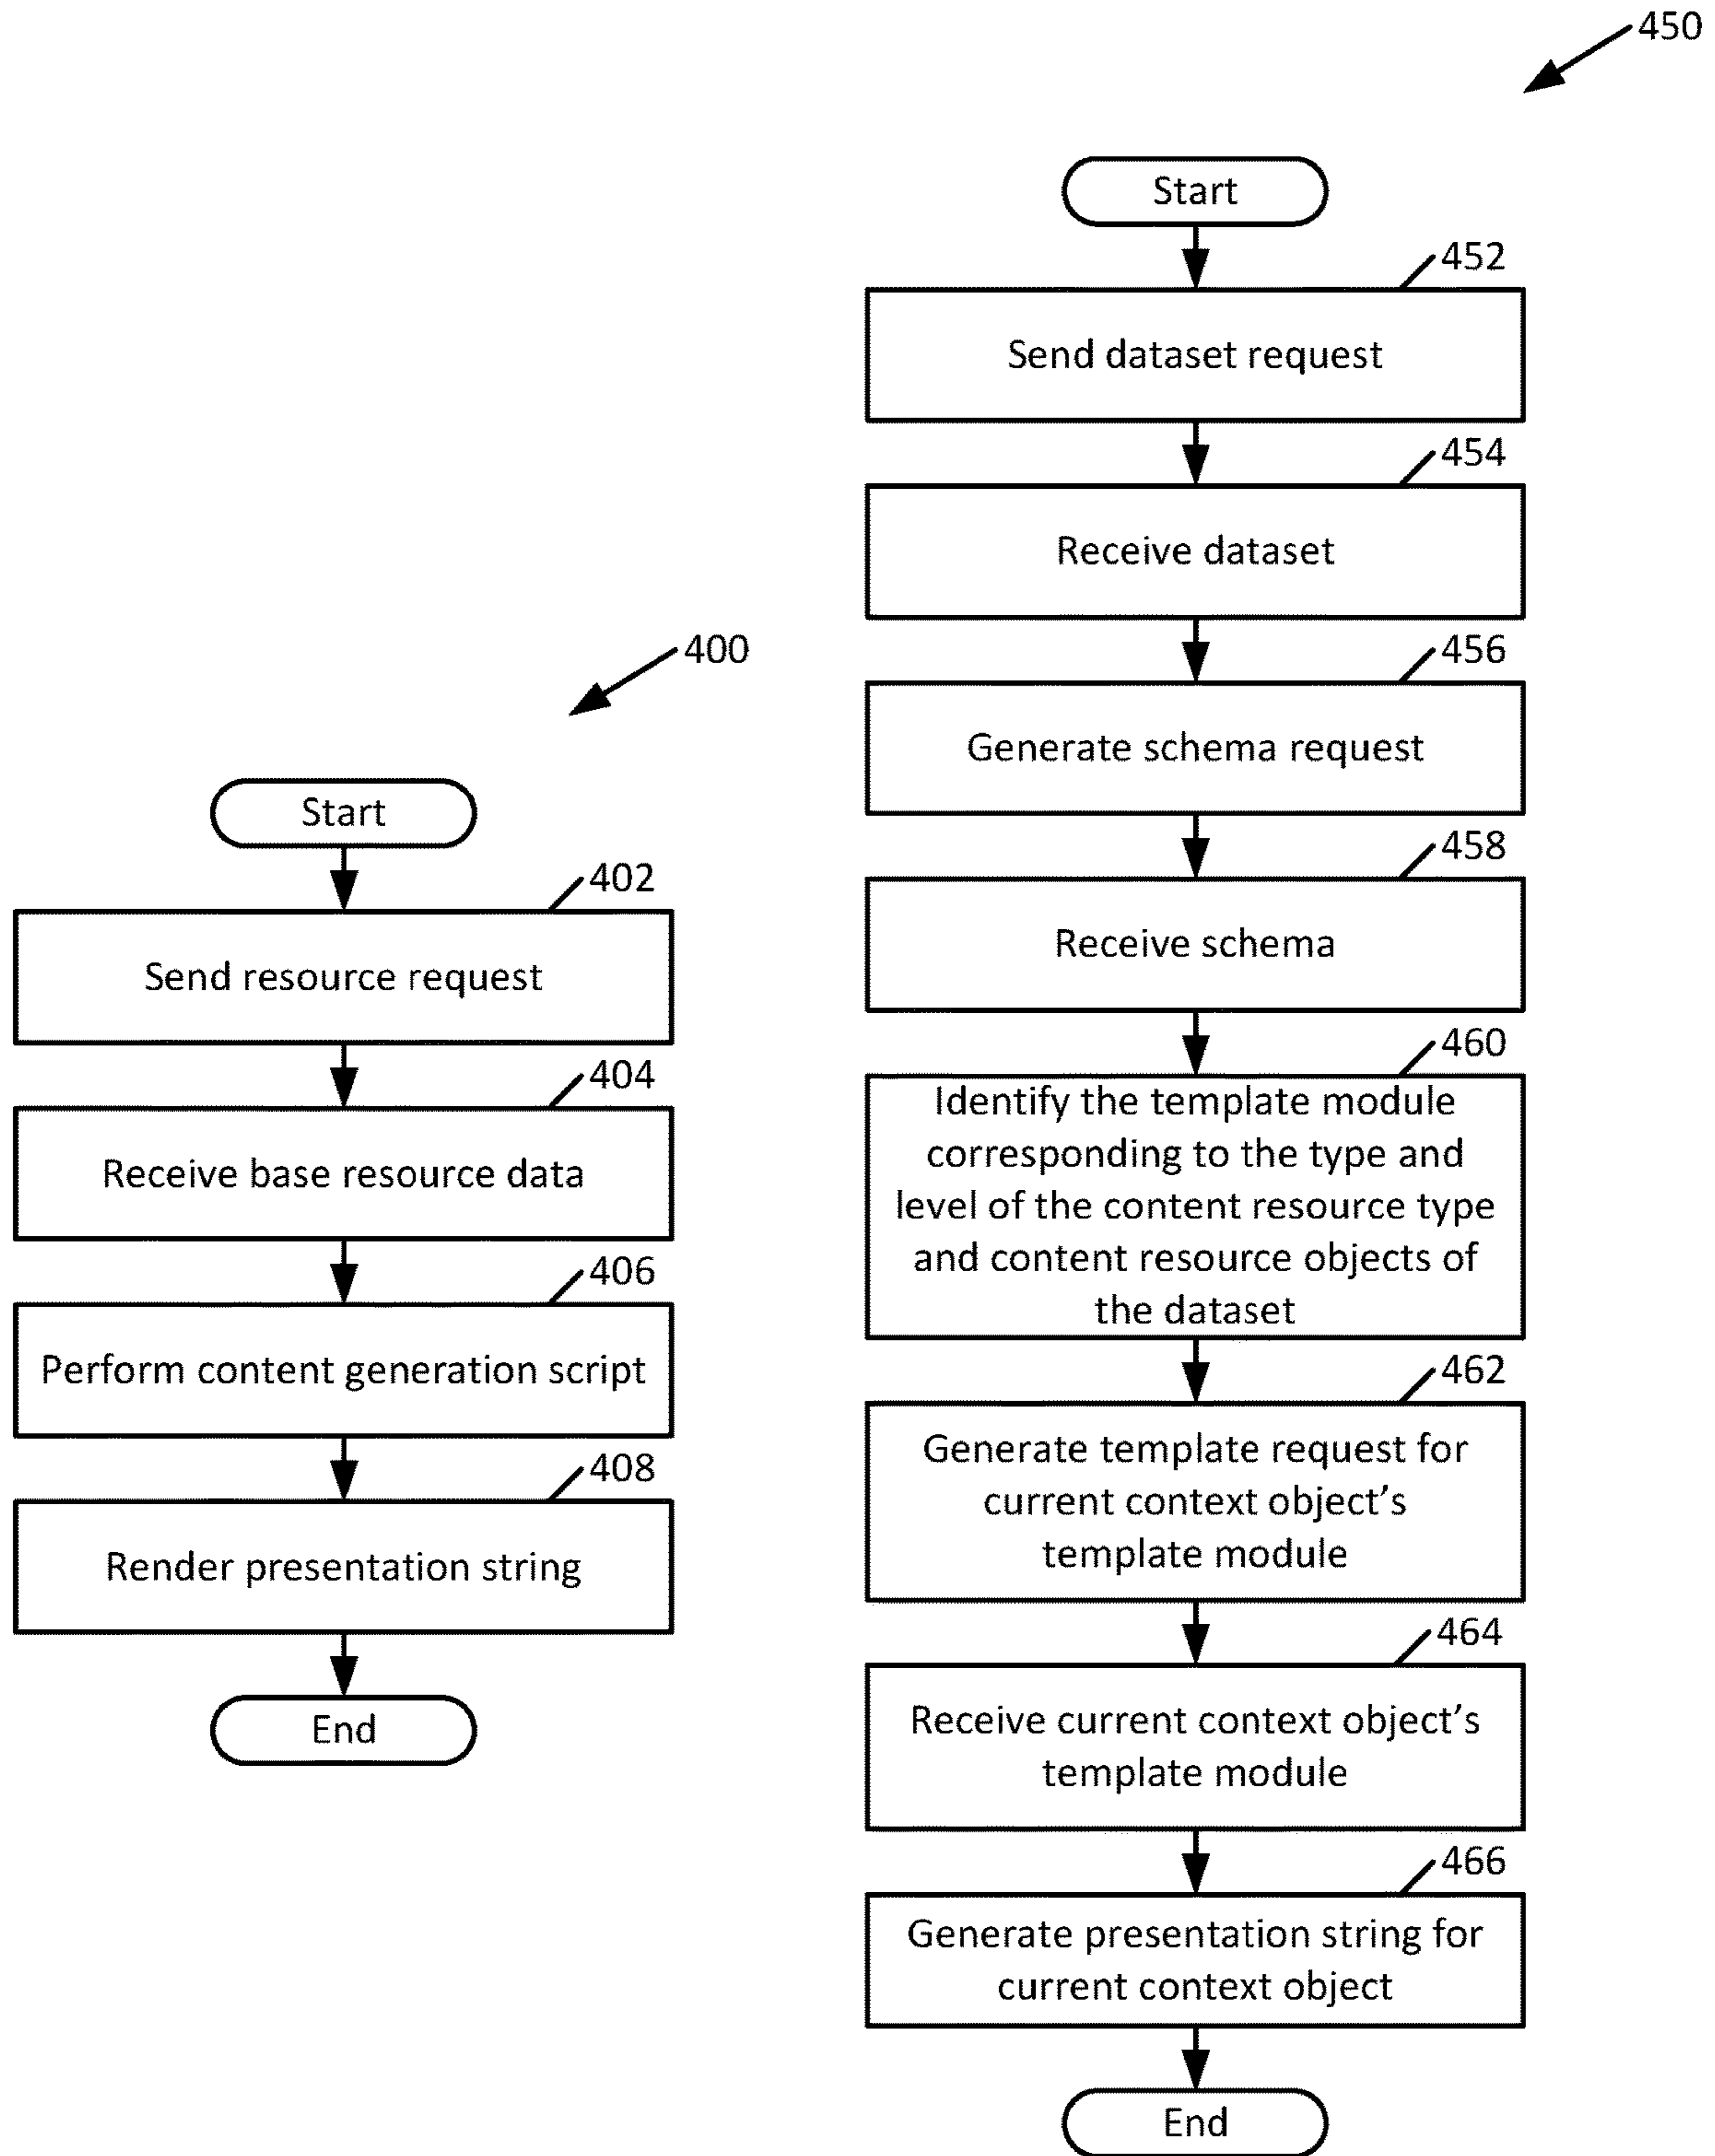 450
Start
452
Send dataset request
454
Receive dataset
456
Generate schema request
458
Receive schema
460
Identify the template module
corresponding to the type and
level of the content resource type
and content resource objects of
the dataset
462
Generate template request for
current context object's
template module
464
Receive current context object's
template module
466
Generate presentation string for
current context object
End
400
Start
402
Send resource request
404
Receive base resource data
406
Perform content generation script
408
Render presentation string
End